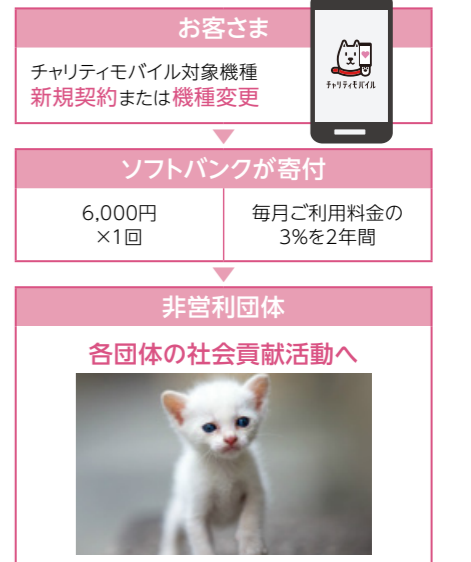 お客さま
チャリティモバイル対象機種
新規契約または機種変更
チャリティモバイル
ソフトバンクが寄付
6,000円
×1回
毎月ご利用料金の
3%を2年間
非営利団体
各団体の社会貢献活動へ